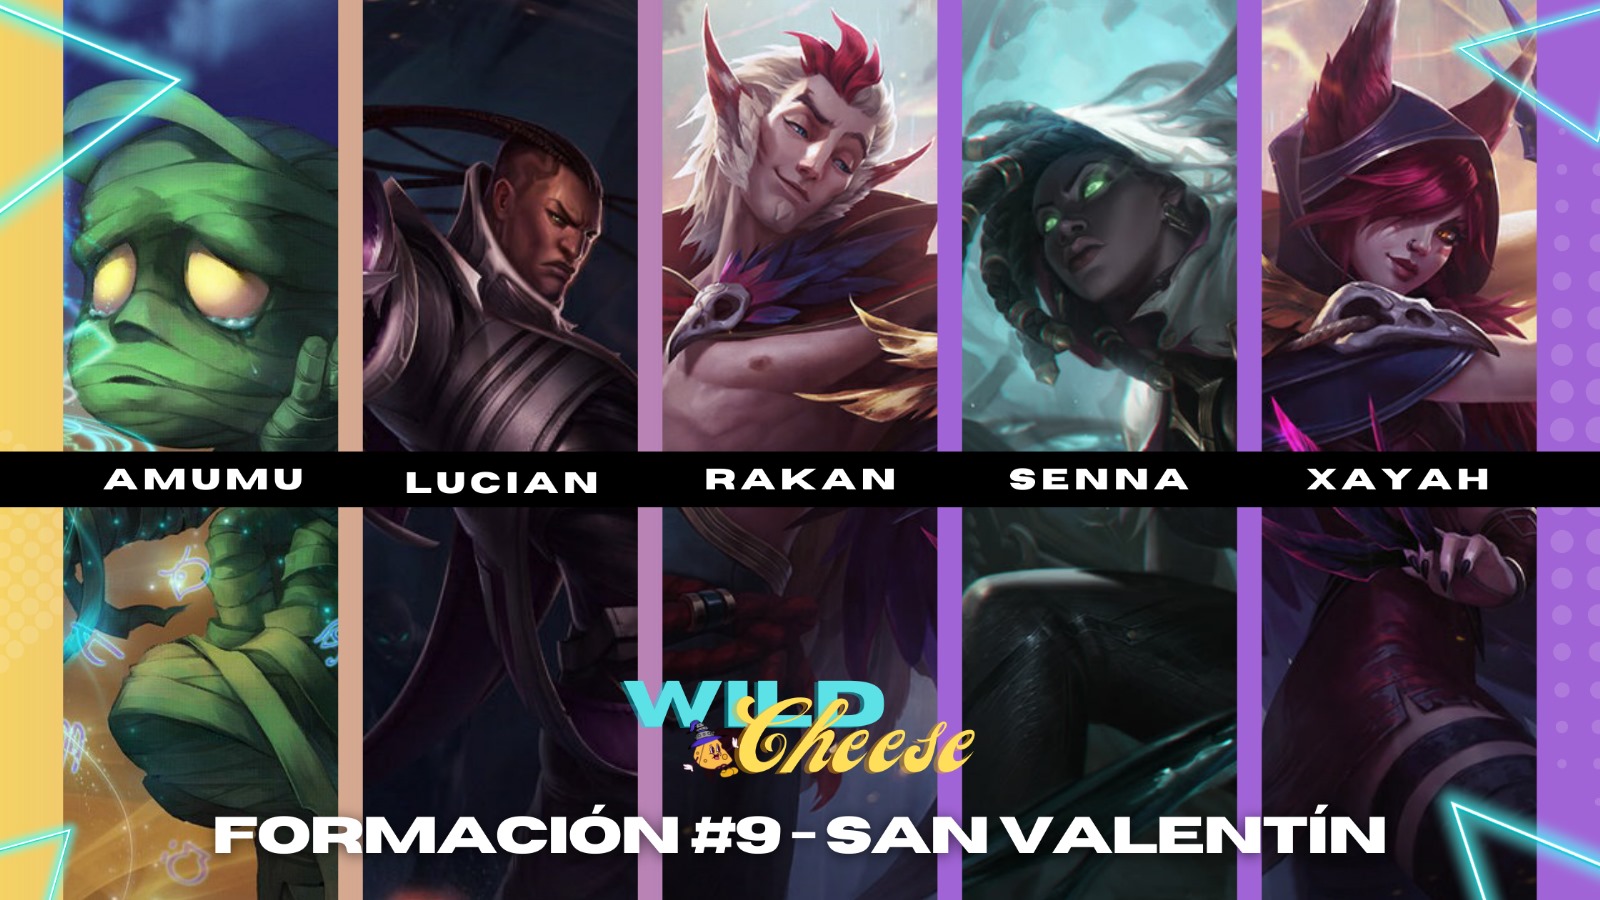 AMUMU
LUCIAN
RAKAN
SENNA
XAYAH
WILD
Cheese
FORMACIÓN #9 - SAN VALENTÍN